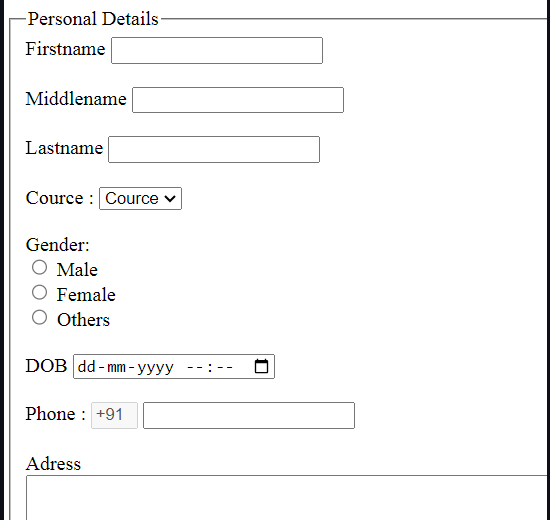 Personal Details
Firstname
Middlename
Lastname
Cource : Cource
Gender:
Male
Female
Others
DOB dd-mm-yyyy --:--
Phone : +91
Adress